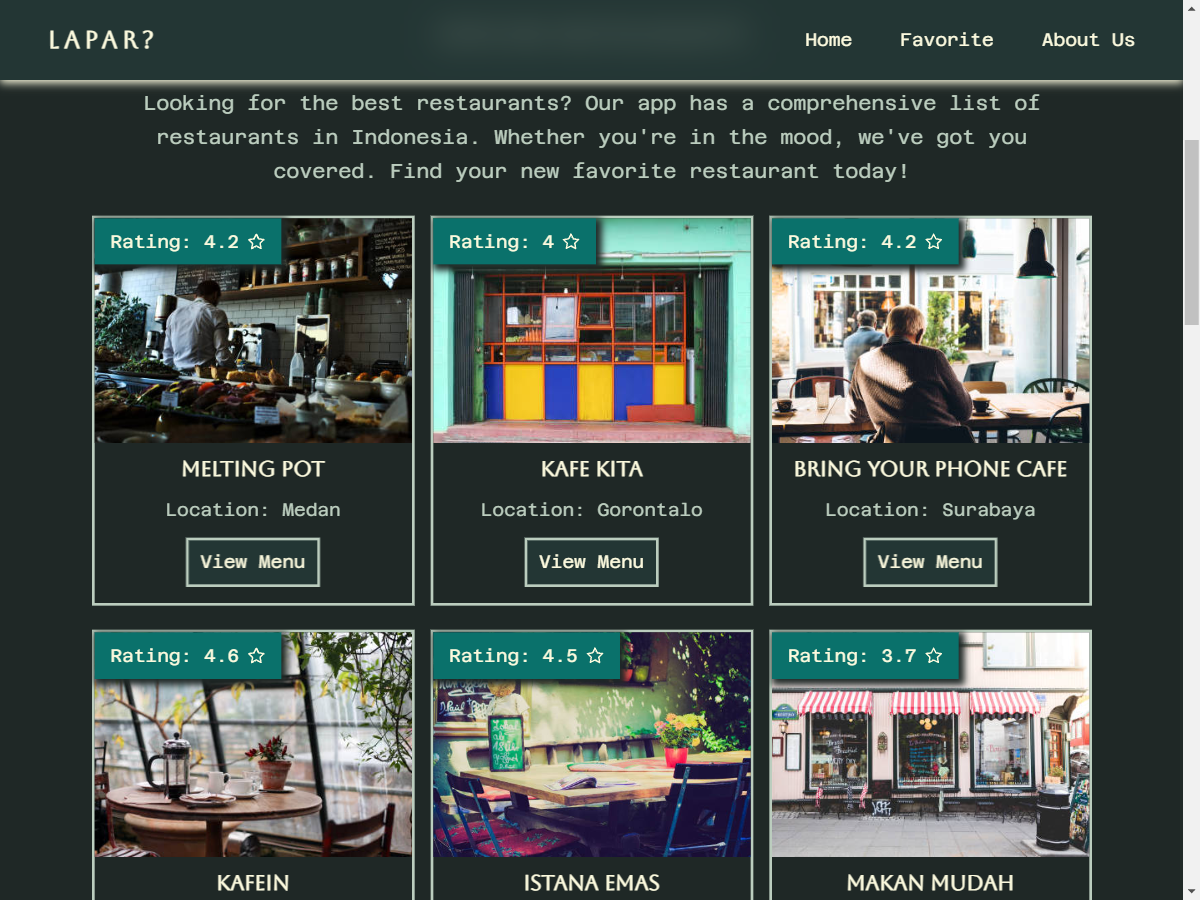 LAPAR?
Home
Favorite
About Us
Looking for the best restaurants? Our app has a comprehensive list of
restaurants in Indonesia. Whether you're in the mood, we've got you
covered. Find your new favorite restaurant today!
Rating: 4.2
Rating: 4
Rating: 4.2
MELTING POT
KAFE KITA
BRING YOUR PHONE CAFE
Location: Medan
Location: Gorontalo
Location: Surabaya
View Menu
View Menu
View Menu
Rating: 4.6
Rating: 4.5
Rating: 3.7
KAFEIN
ISTANA EMAS
MAKAN MUDAH